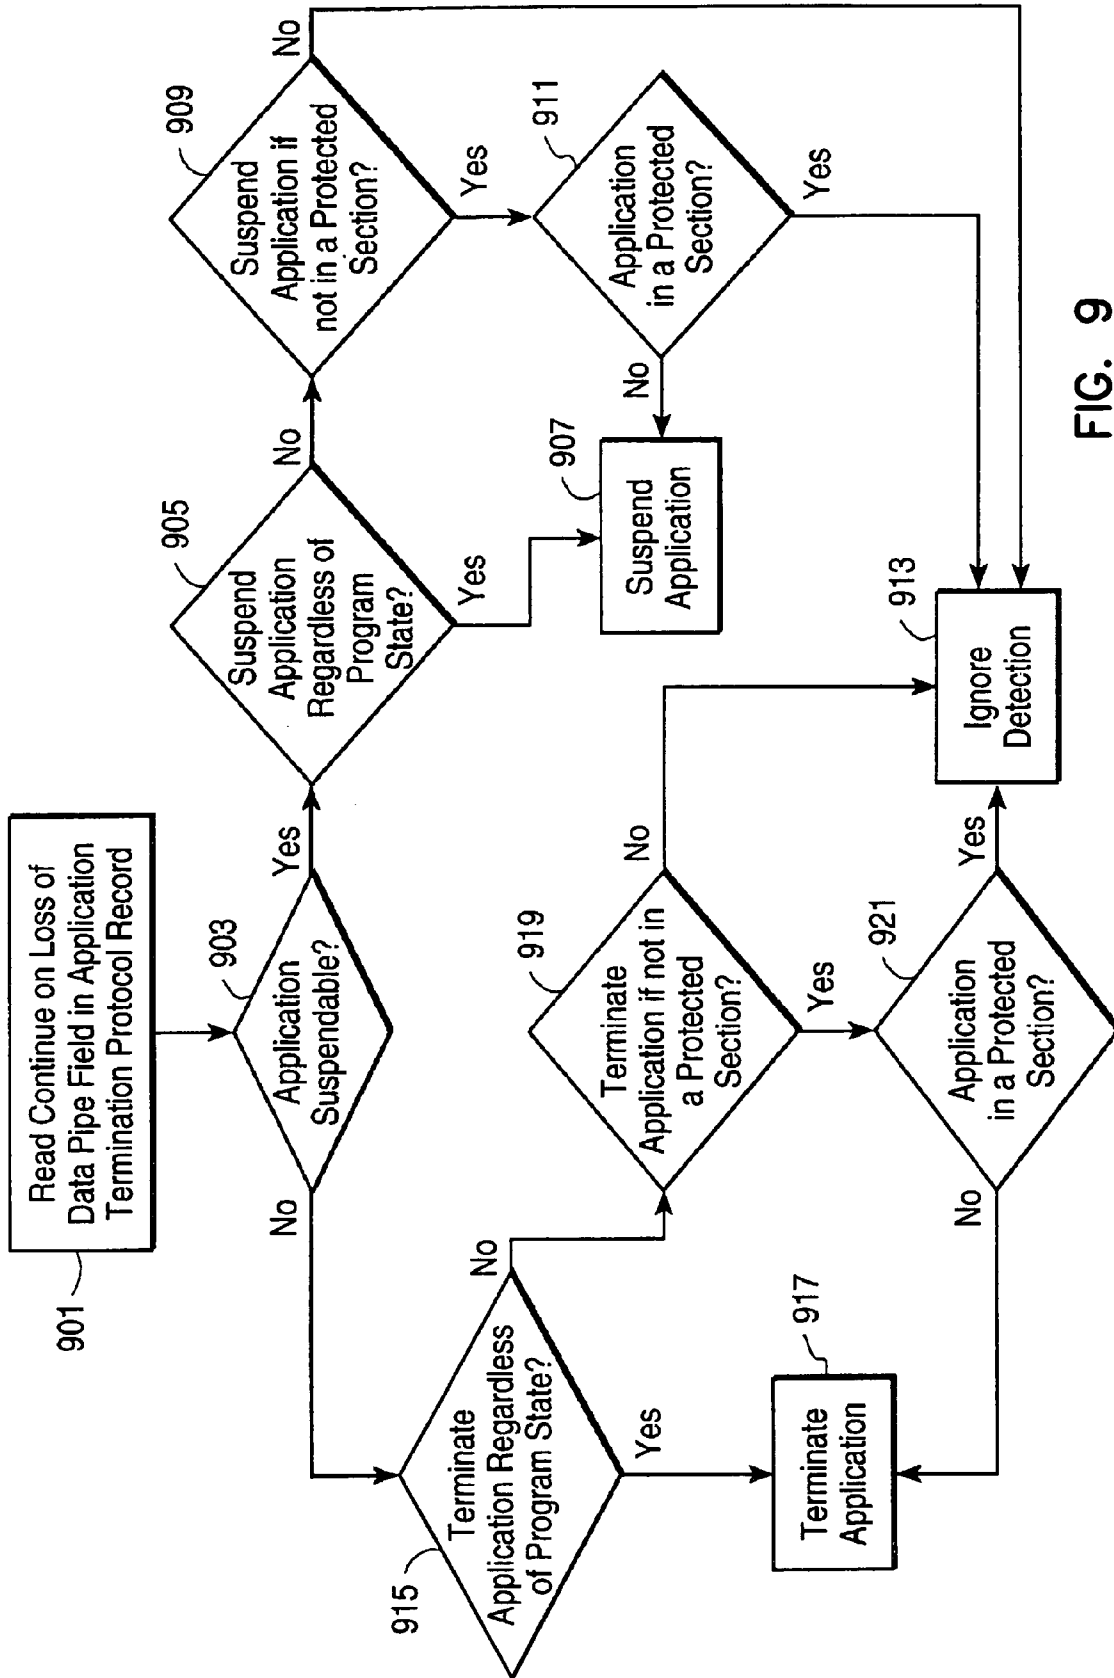 Read Continue on Loss of
Data Pipe Field in Application
Termination Protocol Record
901
Application
Suspendable?
903
Yes
No
Suspend
Application
Regardless of
Program
State?
905
No
Yes
Suspend
Application if
not in a Protected
Section?
909
No
Yes
Suspend
Application
907
Application
in a Protected
Section?
911
No
Yes
Terminate
Application Regardless
of Program State?
915
No
Yes
Terminate
Application if not in
a Protected
Section?
919
No
Yes
Terminate
Application
917
Application
in a Protected
Section?
921
No
Yes
Ignore
Detection
913
FIG. 9